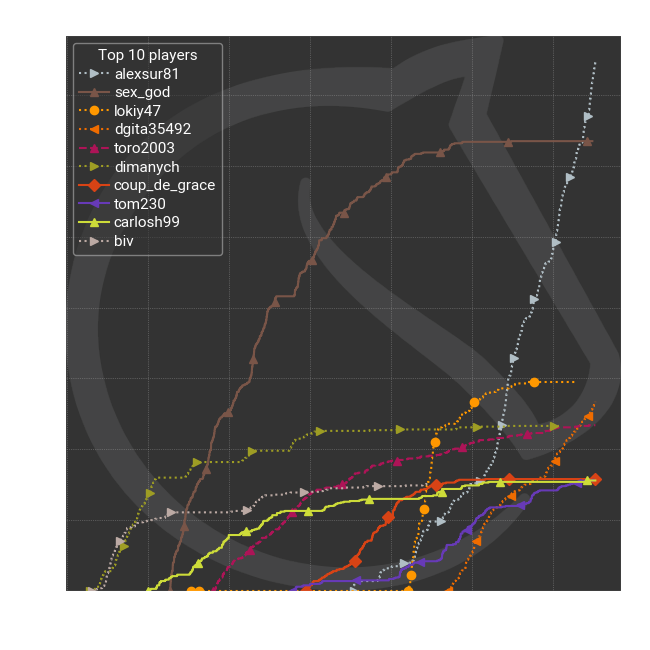 Top 10 players
alexsur81
sex_god
lokiy47
dgita35492
toro2003
dimanych
coup_de_grace
tom230
carlosh99
biv